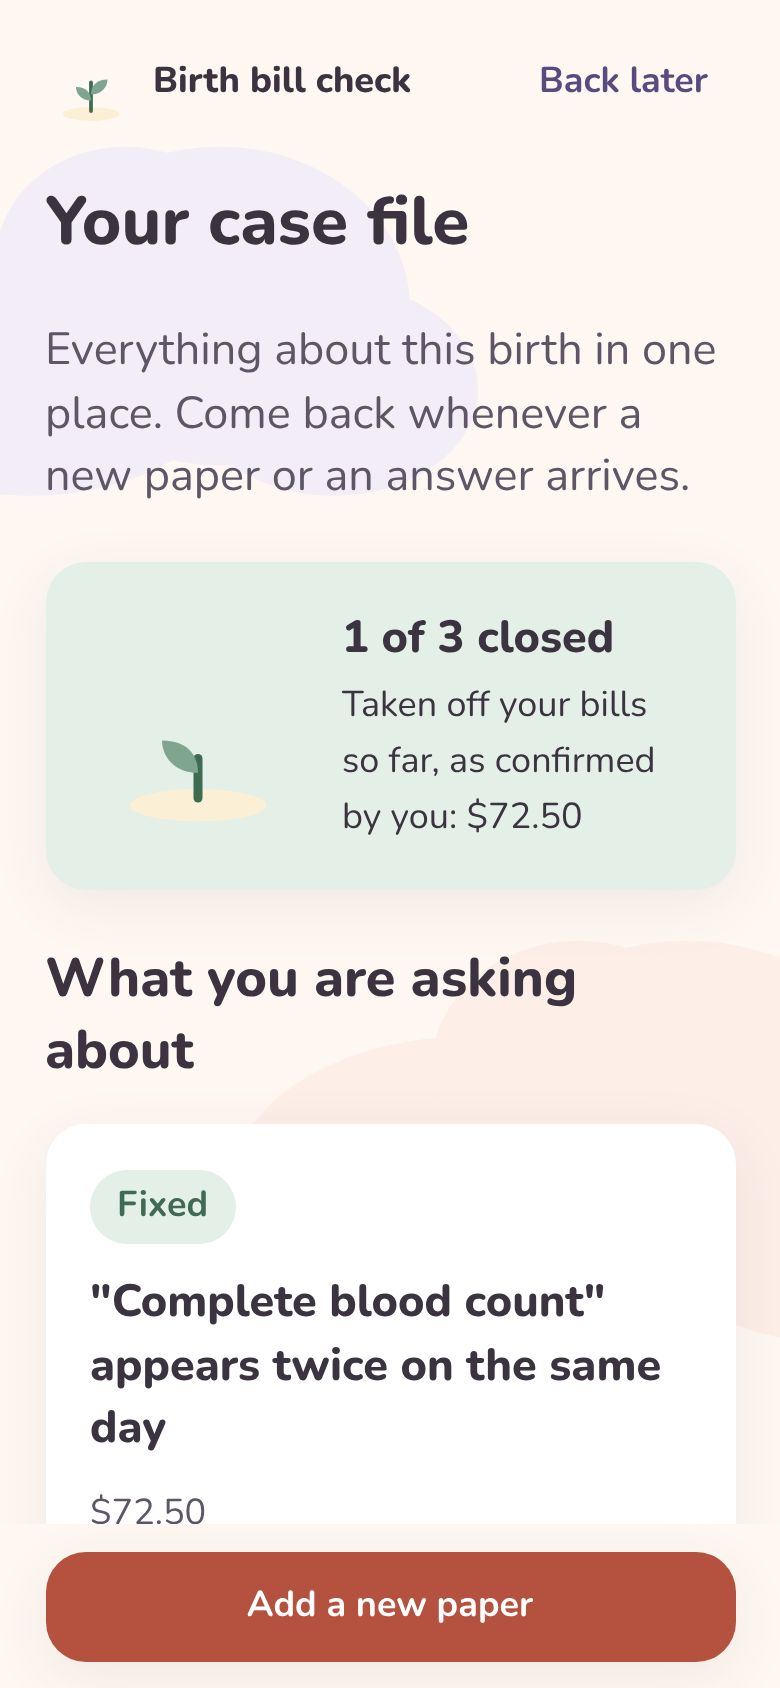 Birth bill check
Back later
Your case file
Everything about this birth in one
place. Come back whenever a
new paper or an answer arrives.
1 of 3 closed
Taken off your bills
so far, as confirmed
by you: $72.50
What you are asking
about
Fixed
"Complete blood count"
appears twice on the same
day
$72.50
Add a new paper